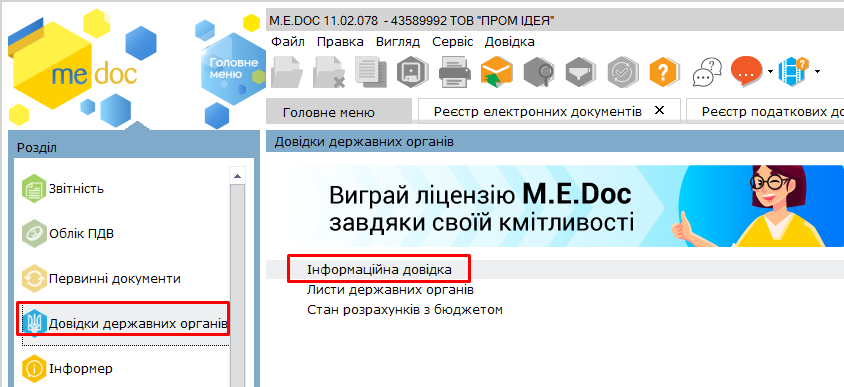 M.E.DOC 11.02.078 - 43589992 ТОВ "ПРОМ ІДЕЯ"
Файл Правка Вигляд Сервіс Довідка
me doc
Головне
меню
Головне меню
Реєстр електронних документів ✕
Реєстр податкових до
Розділ
Довідки державних органів
Звітність
Облік ПДВ
Первинні документи
Довідки державних органів
Інформер
Виграй ліцензію M.E.Doc
завдяки своїй кмітливості
Інформаційна довідка
Листи державних органів
Стан розрахунків з бюджетом